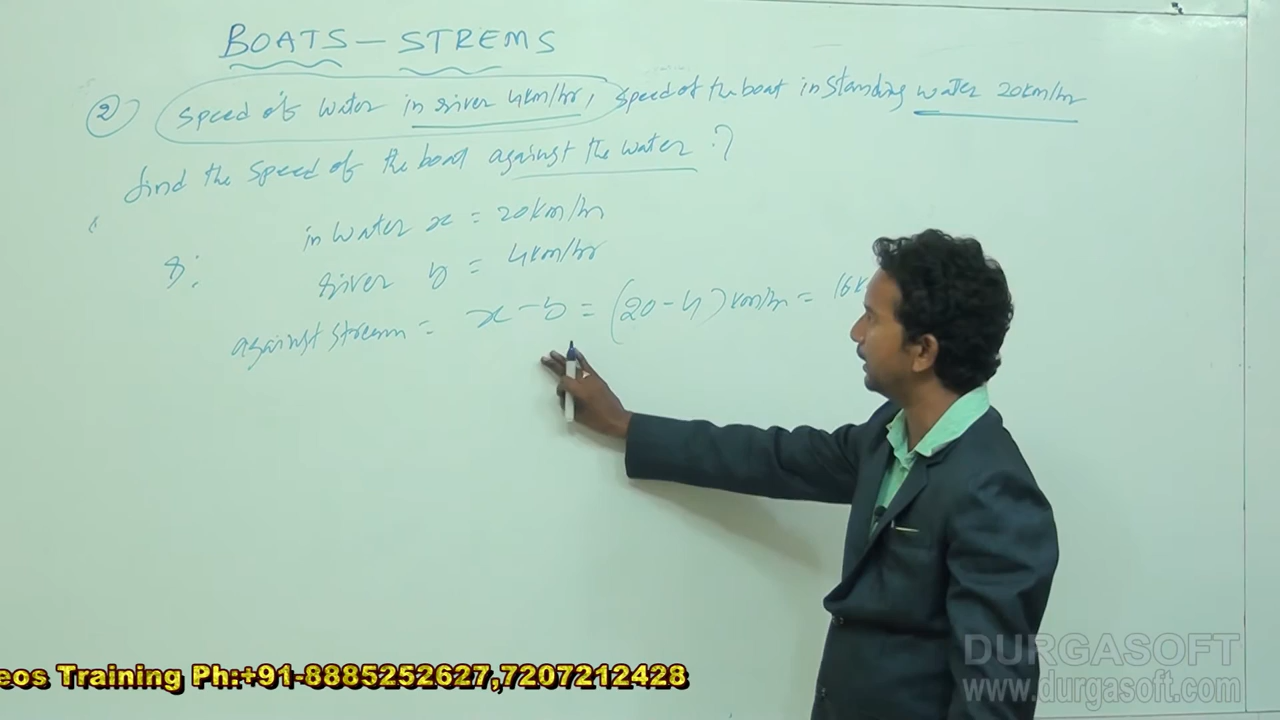 BOATS - STREMS
② Speed of water in river 4km/hr, speed of the boat in standing water 20km/hr
find the speed of the boat against the water ?
in water x = 20km/hr
S: river y = 4km/hr
against stream = x - y = (20 - 4) km/hr = 16k
eos Training Ph:+91-8885252627,7207212428
DURGASOFT
www.durgasoft.com